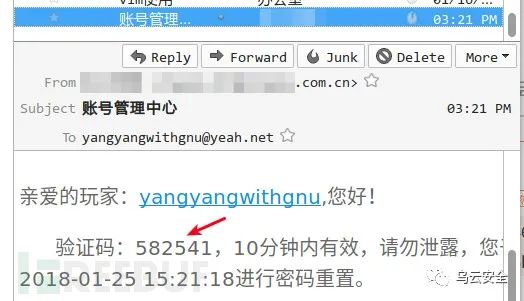 账号管理... 03:21 PM
Reply Forward Junk Delete More
From .com.cn>
Subject 账号管理中心 03:21 PM
To yangyangwithgnu@yeah.net
亲爱的玩家：yangyangwithgnu,您好！
验证码：582541，10分钟内有效，请勿泄露，您
2018-01-25 15:21:18进行密码重置。
REEBUF
乌云安全